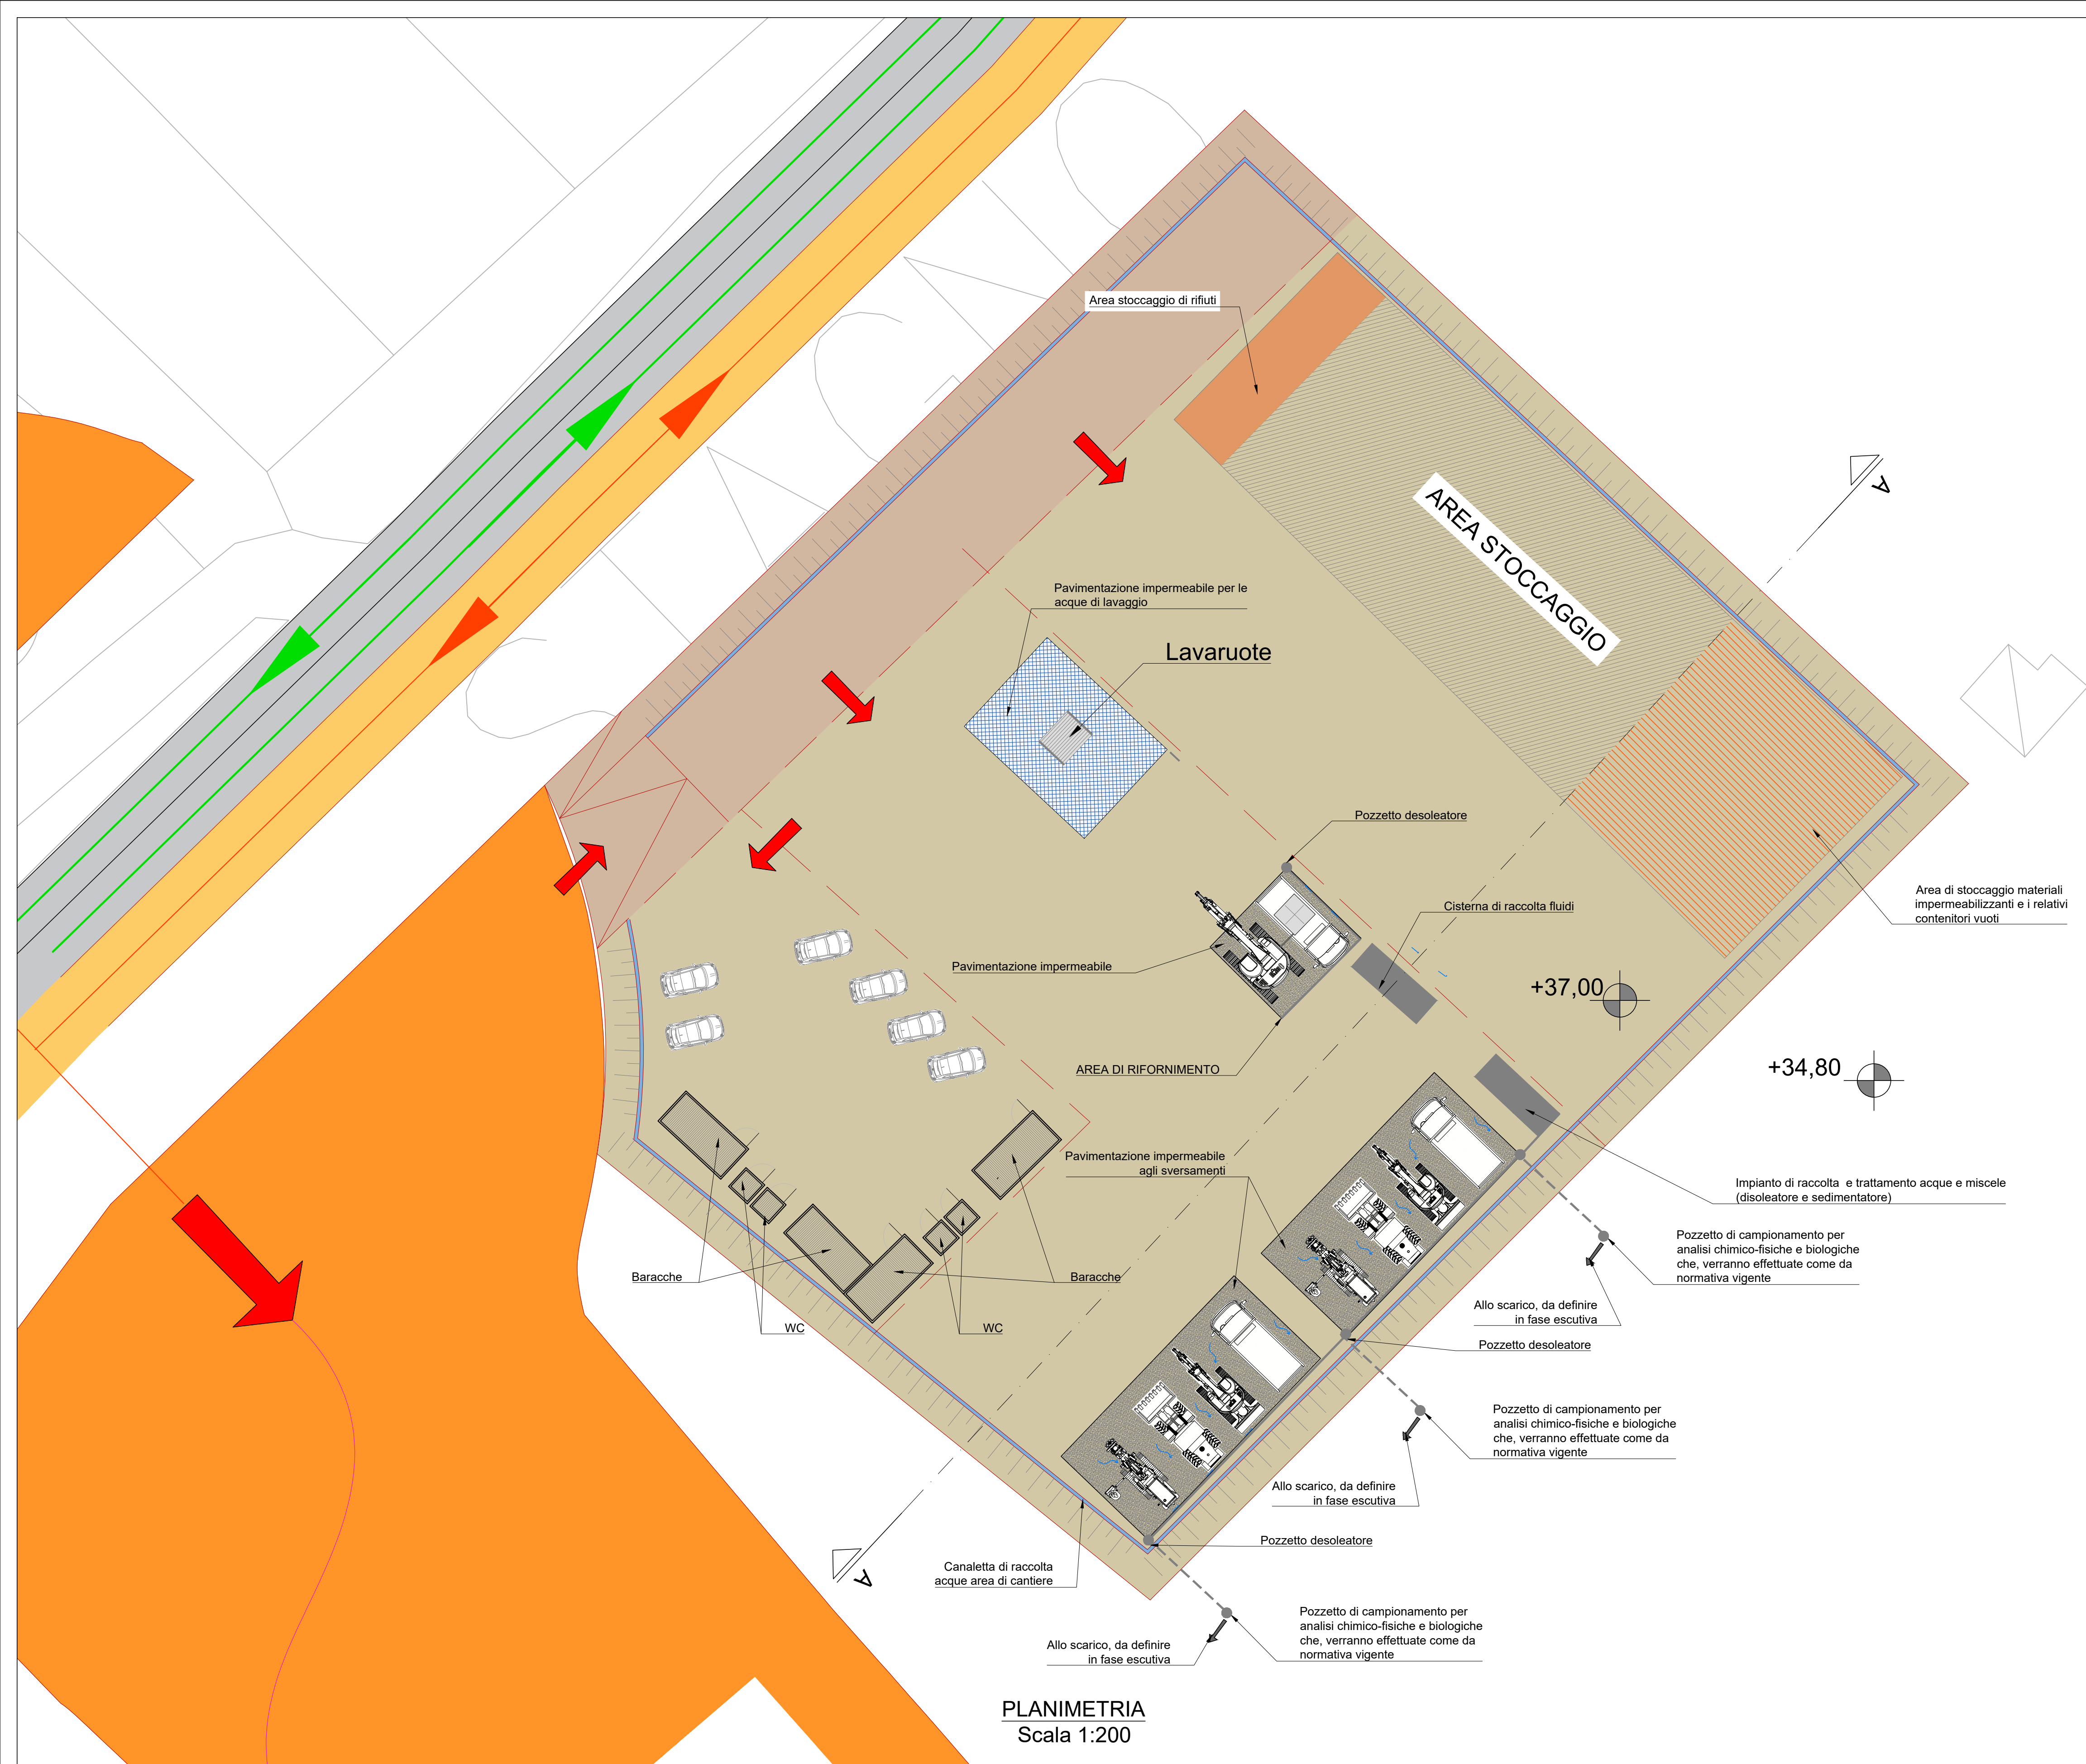 Area stoccaggio di rifiuti
A
AREA STOCCAGGIO
Pavimentazione impermeabile per le
acque di lavaggio
Lavaruote
Pozzetto desoleatore
Area di stoccaggio materiali
impermeabilizzanti e i relativi
contenitori vuoti
Cisterna di raccolta fluidi
Pavimentazione impermeabile
+37,00
AREA DI RIFORNIMENTO
+34,80
Pavimentazione impermeabile
agli sversamenti
Impianto di raccolta e trattamento acque e miscele
(disoleatore e sedimentatore)
Pozzetto di campionamento per
analisi chimico-fisiche e biologiche
che, verranno effettuate come da
normativa vigente
Baracche
Baracche
WC
WC
Allo scarico, da definire
in fase escutiva
Pozzetto desoleatore
Pozzetto di campionamento per
analisi chimico-fisiche e biologiche
che, verranno effettuate come da
normativa vigente
Allo scarico, da definire
in fase escutiva
Pozzetto desoleatore
Canaletta di raccolta
acque area di cantiere
A
Pozzetto di campionamento per
analisi chimico-fisiche e biologiche
che, verranno effettuate come da
normativa vigente
Allo scarico, da definire
in fase escutiva
PLANIMETRIA
Scala 1:200